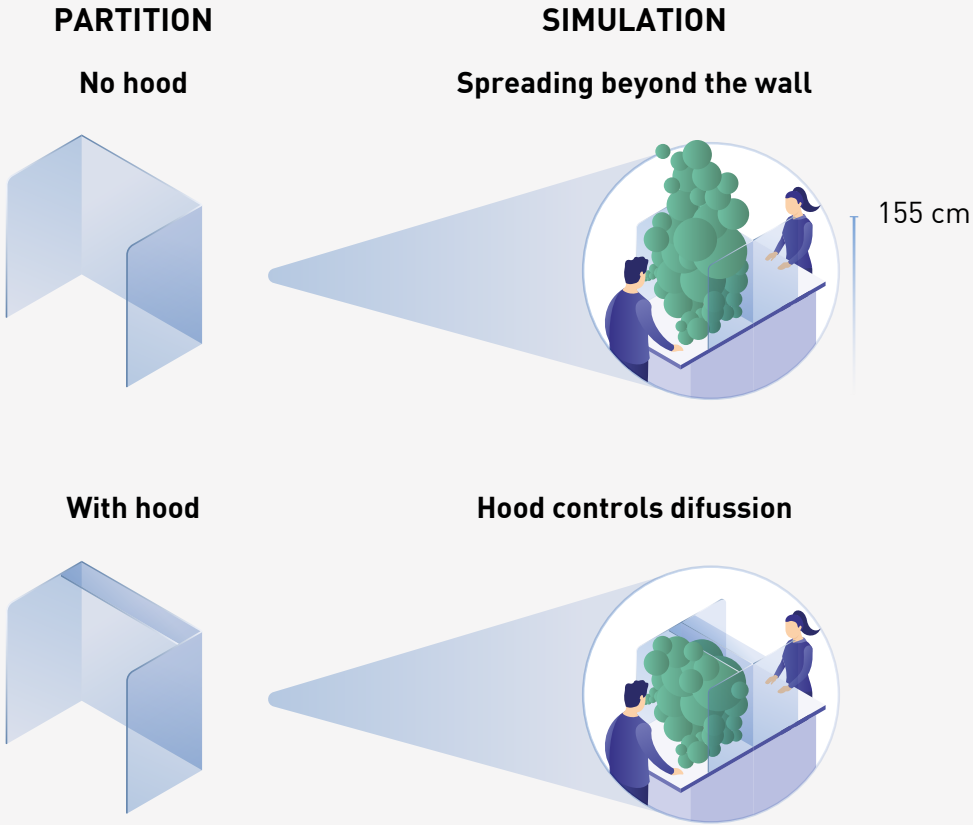 PARTITION
SIMULATION
No hood
Spreading beyond the wall
155 cm
With hood
Hood controls difussion